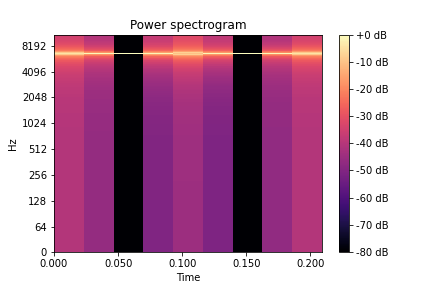 Power spectrogram
8192
4096
2048
1024
512
256
128
64
0
Hz
0.000 0.050 0.100 0.150 0.200
Time
+0 dB
-10 dB
-20 dB
-30 dB
-40 dB
-50 dB
-60 dB
-70 dB
-80 dB